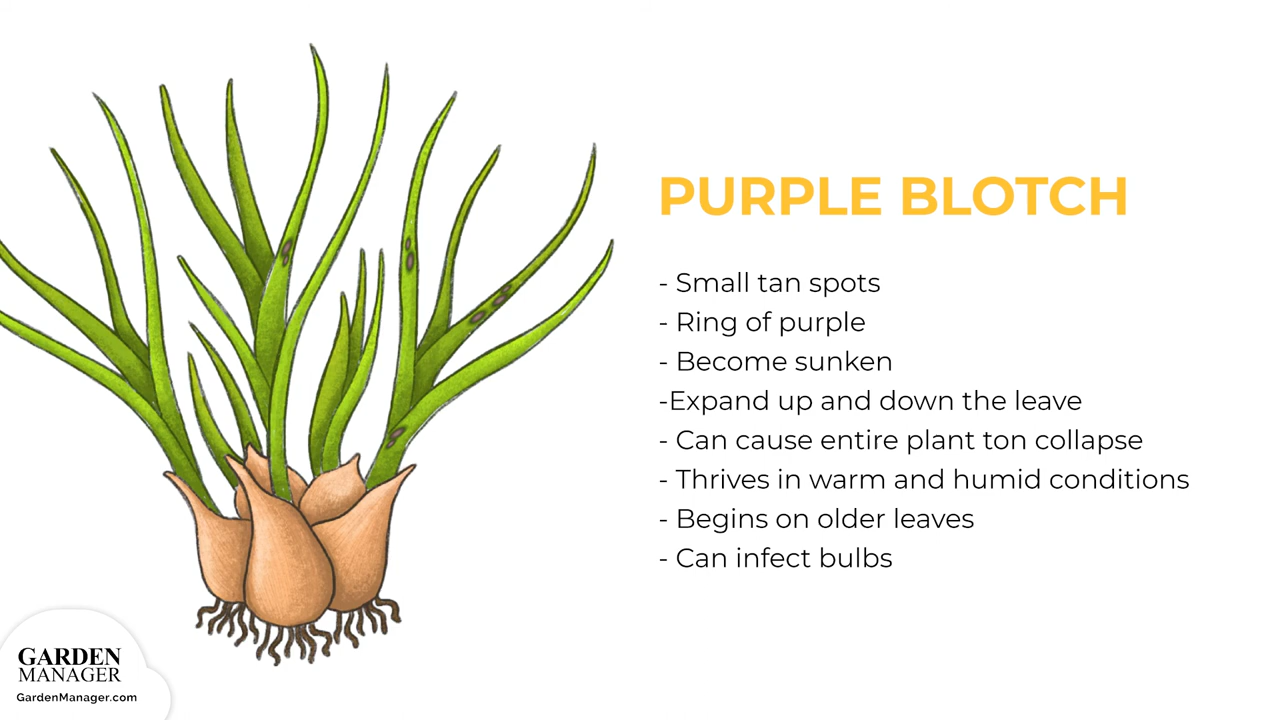 PURPLE BLOTCH
- Small tan spots
- Ring of purple
- Become sunken
-Expand up and down the leave
- Can cause entire plant ton collapse
- Thrives in warm and humid conditions
- Begins on older leaves
- Can infect bulbs
GARDEN
MANAGER
GardenManager.com